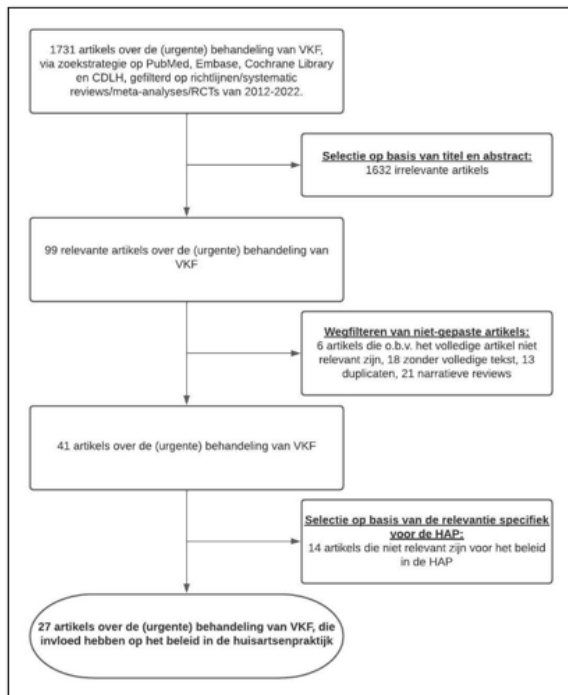 1731 artikels over de (urgente) behandeling van VKF,
via zoekstrategie op PubMed, Embase, Cochrane Library
en CDLH, gefilterd op richtlijnen/systematic
reviews/meta-analyses/RCTs van 2012-2022.
Selectie op basis van titel en abstract:
1632 irrelevante artikels
99 relevante artikels over de (urgente) behandeling van
VKF
Wegfilteren van niet-gepaste artikels:
6 artikels die o.b.v. het volledige artikel niet
relevant zijn, 18 zonder volledige tekst, 13
duplicaten, 21 narratieve reviews
41 artikels over de (urgente) behandeling van VKF
Selectie op basis van de relevantie specifiek
voor de HAP:
14 artikels die niet relevant zijn voor het beleid
in de HAP
27 artikels over de (urgente) behandeling van VKF, die
invloed hebben op het beleid in de huisartsenpraktijk